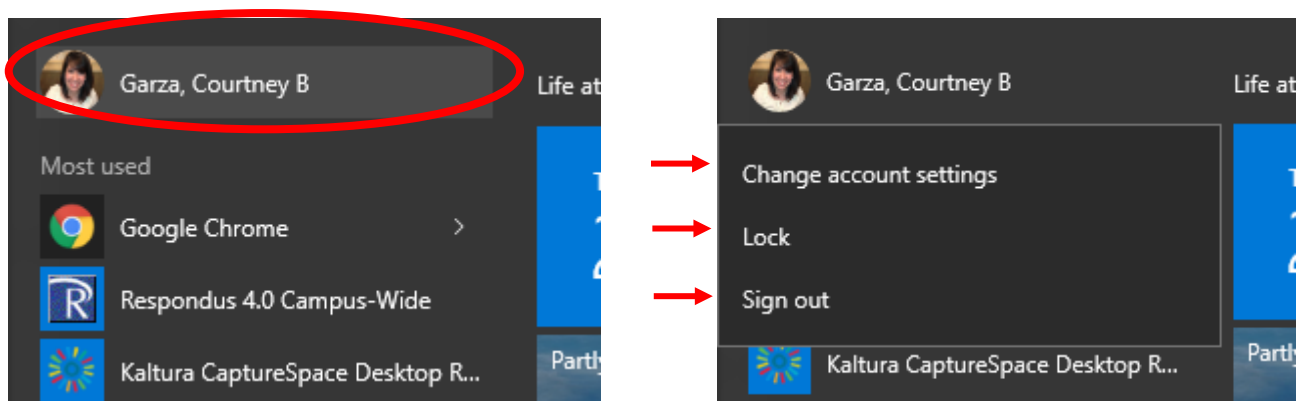 Garza, Courtney B
Life at
Most used
Google Chrome
Respondus 4.0 Campus-Wide
Kaltura CaptureSpace Desktop R...
Partly
Garza, Courtney B
Life at
Change account settings
Lock
Sign out
Kaltura CaptureSpace Desktop R...
Partly